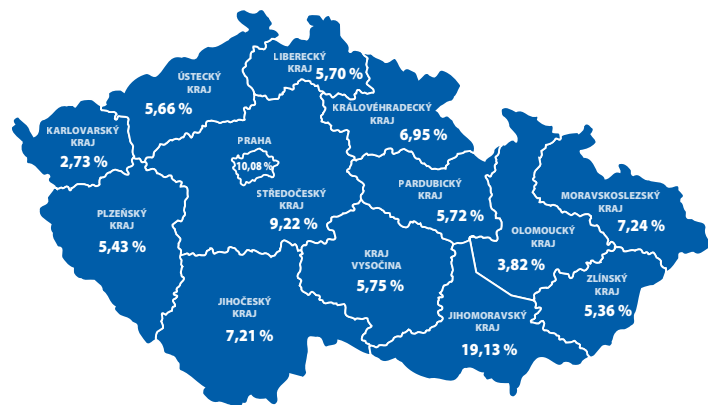 LIBERECKÝ
KRAJ 5,70 %
ÚSTECKÝ
KRAJ
5,66 %
KRÁLOVÉHRADECKÝ
KRAJ
6,95 %
KARLOVARSKÝ
KRAJ
2,73 %
PRAHA
10,08 %
STŘEDOČESKÝ
KRAJ
9,22 %
PARDUBICKÝ
KRAJ
5,72 %
MORAVSKOSLEZSKÝ
KRAJ
7,24 %
PLZEŇSKÝ
KRAJ
5,43 %
OLOMOUCKÝ
KRAJ
3,82 %
KRAJ
VYSOČINA
5,75 %
ZLÍNSKÝ
KRAJ
5,36 %
JIHOČESKÝ
KRAJ
7,21 %
JIHOMORAVSKÝ
KRAJ
19,13 %